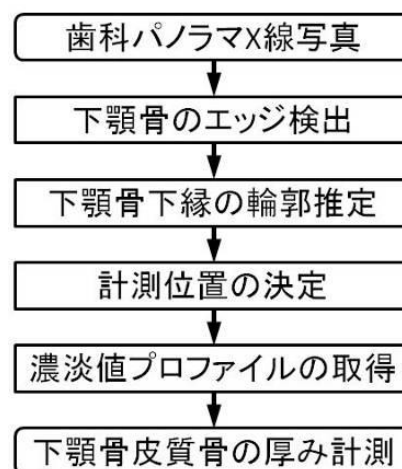 歯科パノラマX線写真
下顎骨のエッジ検出
下顎骨下縁の輪郭推定
計測位置の決定
濃淡値プロファイルの取得
下顎骨皮質骨の厚み計測